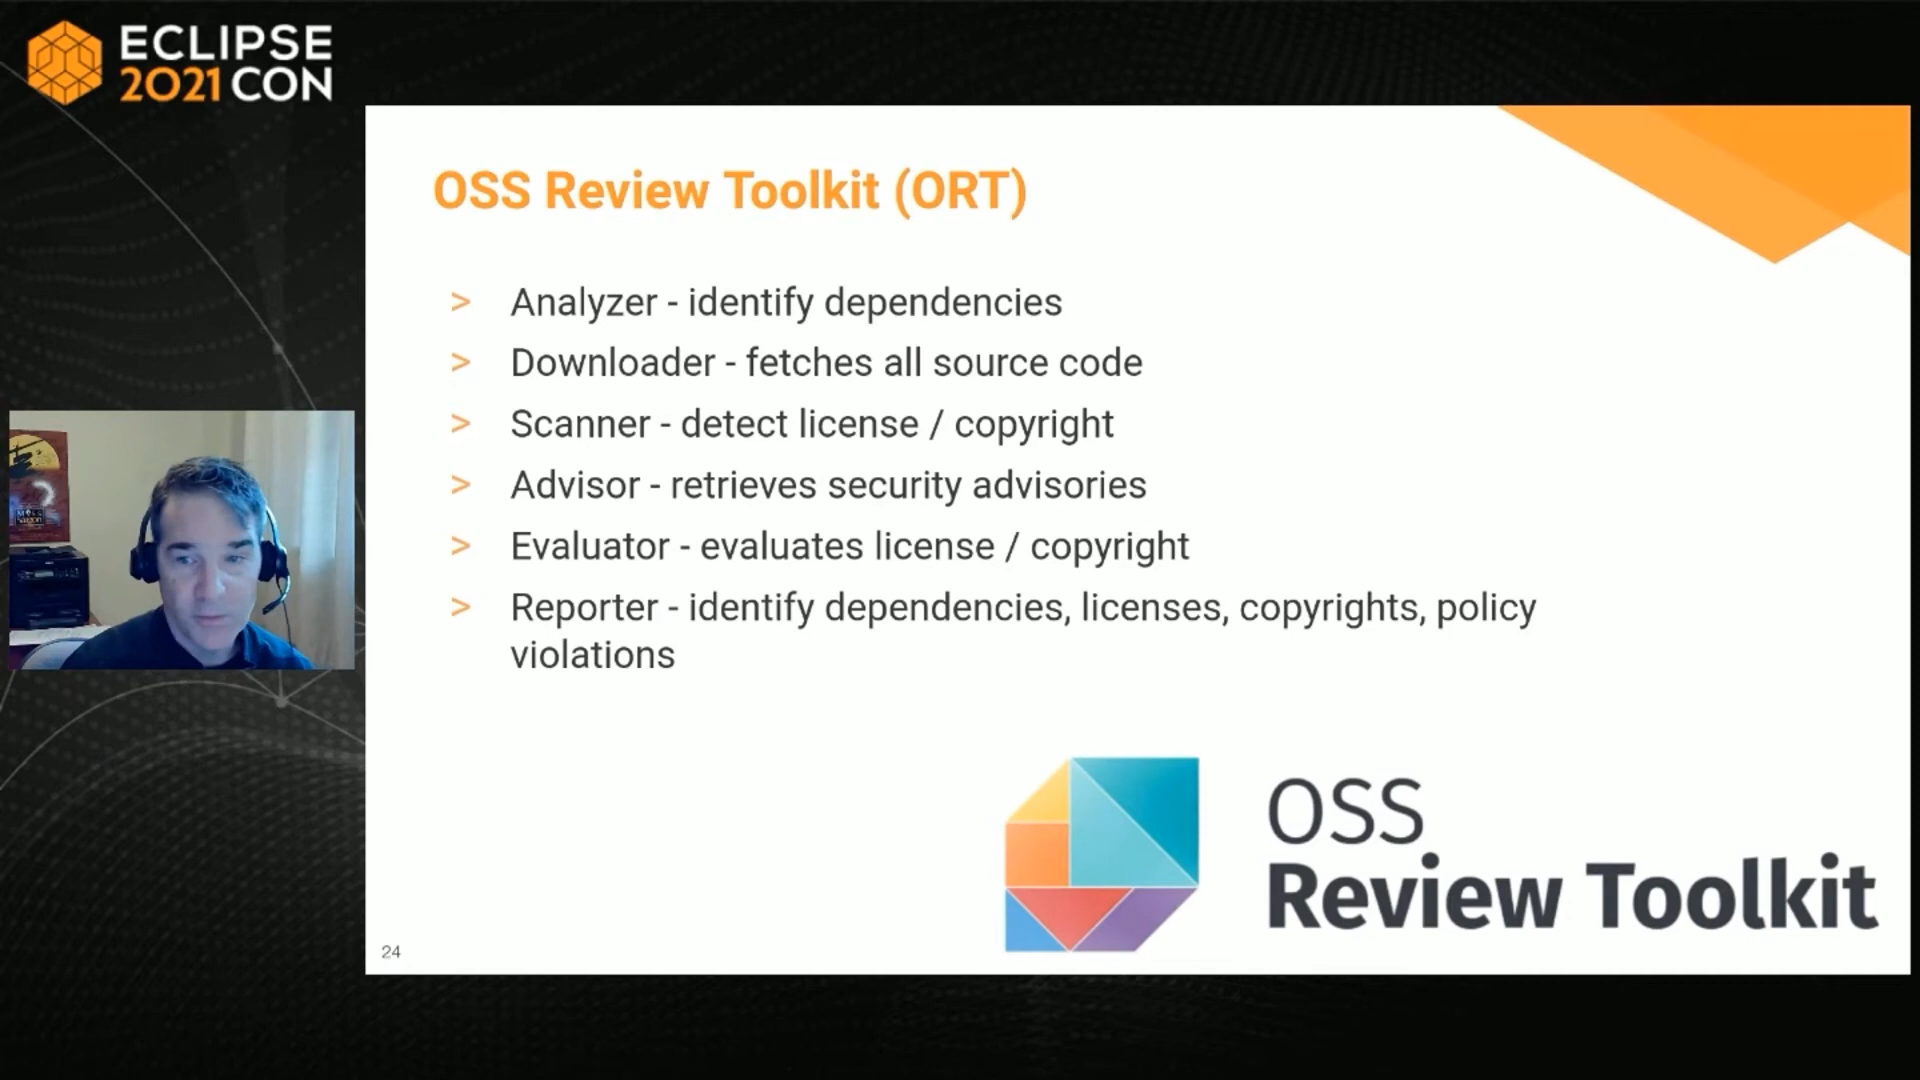 ECLIPSE
2021 CON
OSS Review Toolkit (ORT)
> Analyzer - identify dependencies
> Downloader - fetches all source code
> Scanner - detect license / copyright
> Advisor - retrieves security advisories
> Evaluator - evaluates license / copyright
> Reporter - identify dependencies, licenses, copyrights, policy
violations
MISS
SAIGON
OSS
Review Toolkit
24